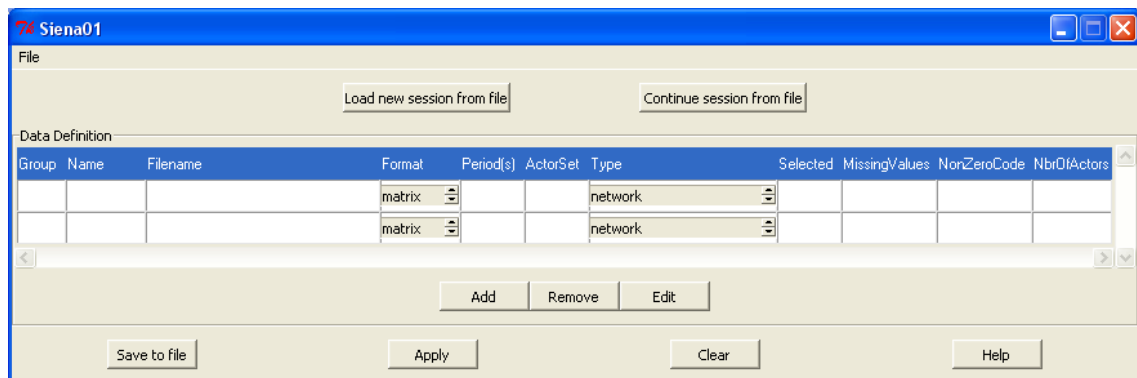 Siena01
File
Load new session from file Continue session from file
Data Definition
Group Name Filename Format Period(s) ActorSet Type Selected MissingValues NonZeroCode NbrOfActors
matrix network
matrix network
Add Remove Edit
Save to file Apply Clear Help